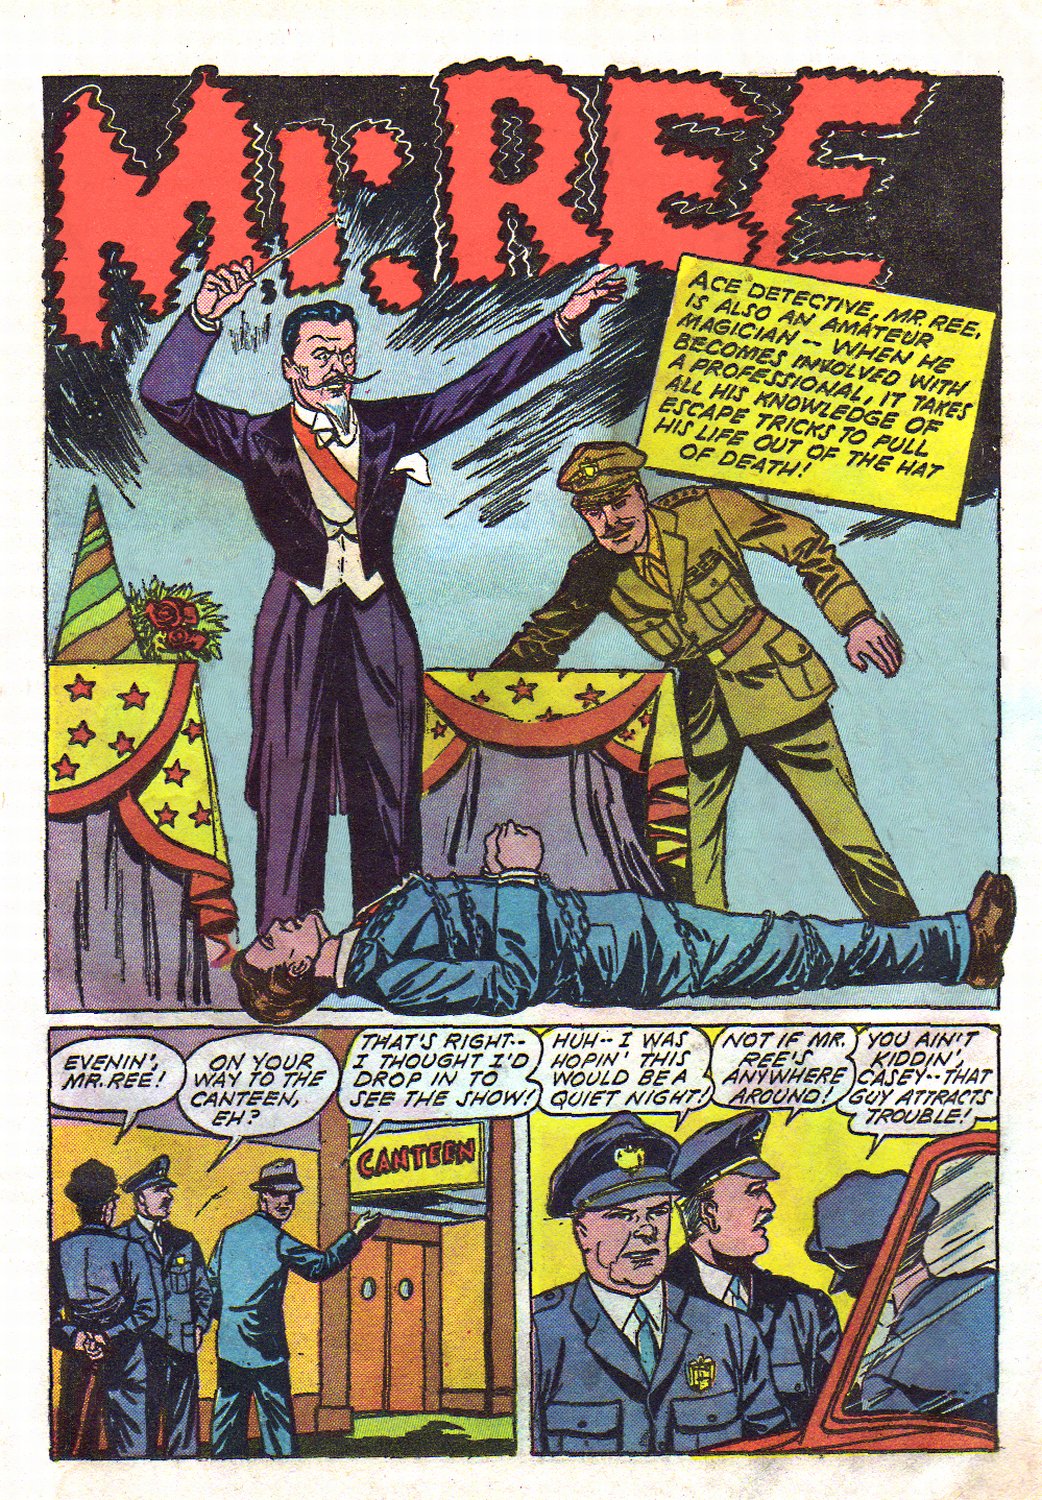 MR. REE
ACE DETECTIVE, MR. REE,
IS ALSO AN AMATEUR
MAGICIAN -- WHEN HE
BECOMES INVOLVED WITH
A PROFESSIONAL, IT TAKES
ALL HIS KNOWLEDGE OF
ESCAPE TRICKS TO PULL
HIS LIFE OUT OF THE HAT
OF DEATH!
EVENIN',
MR. REE!
ON YOUR
WAY TO THE
CANTEEN,
EH?
THAT'S RIGHT--
I THOUGHT I'D
DROP IN TO
SEE THE SHOW!
CANTEEN
HUH-- I WAS
HOPIN' THIS
WOULD BE A
QUIET NIGHT!
NOT IF MR.
REE'S
ANYWHERE
AROUND!
YOU AIN'T
KIDDIN',
CASEY--THAT
GUY ATTRACTS
TROUBLE!